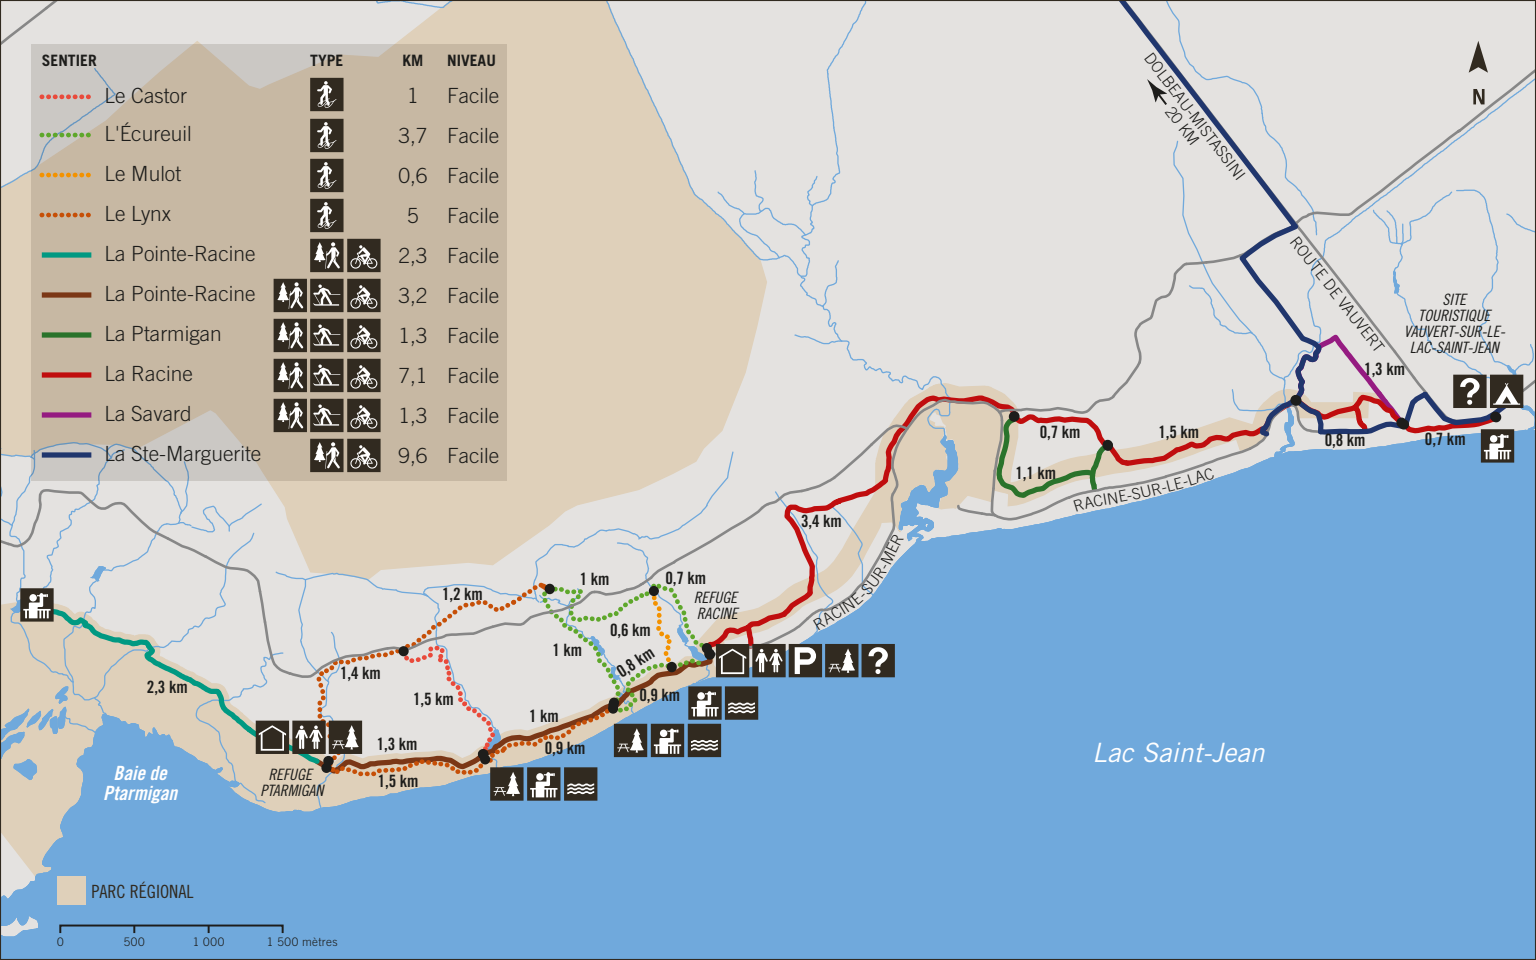 SENTIER TYPE KM NIVEAU
Le Castor 1 Facile
L'Écureuil 3,7 Facile
Le Mulot 0,6 Facile
Le Lynx 5 Facile
La Pointe-Racine 2,3 Facile
La Pointe-Racine 3,2 Facile
La Ptarmigan 1,3 Facile
La Racine 7,1 Facile
La Savard 1,3 Facile
La Ste-Marguerite 9,6 Facile
DOLBEAU-MISTASSINI
20 KM
N
ROUTE DE VAUVERT
SITE
TOURISTIQUE
VAUVERT-SUR-LE-
LAC-SAINT-JEAN
1,3 km
?
0,7 km
1,5 km
0,8 km
0,7 km
1,1 km
RACINE-SUR-LE-LAC
3,4 km
RACINE-SUR-MER
1 km
0,7 km
1,2 km
REFUGE
RACINE
0,6 km
1 km
0,8 km
P
?
1,4 km
2,3 km
1,5 km
0,9 km
1 km
1,3 km
0,9 km
REFUGE
PTARMIGAN
1,5 km
Baie de
Ptarmigan
Lac Saint-Jean
PARC RÉGIONAL
0 500 1 000 1 500 mètres